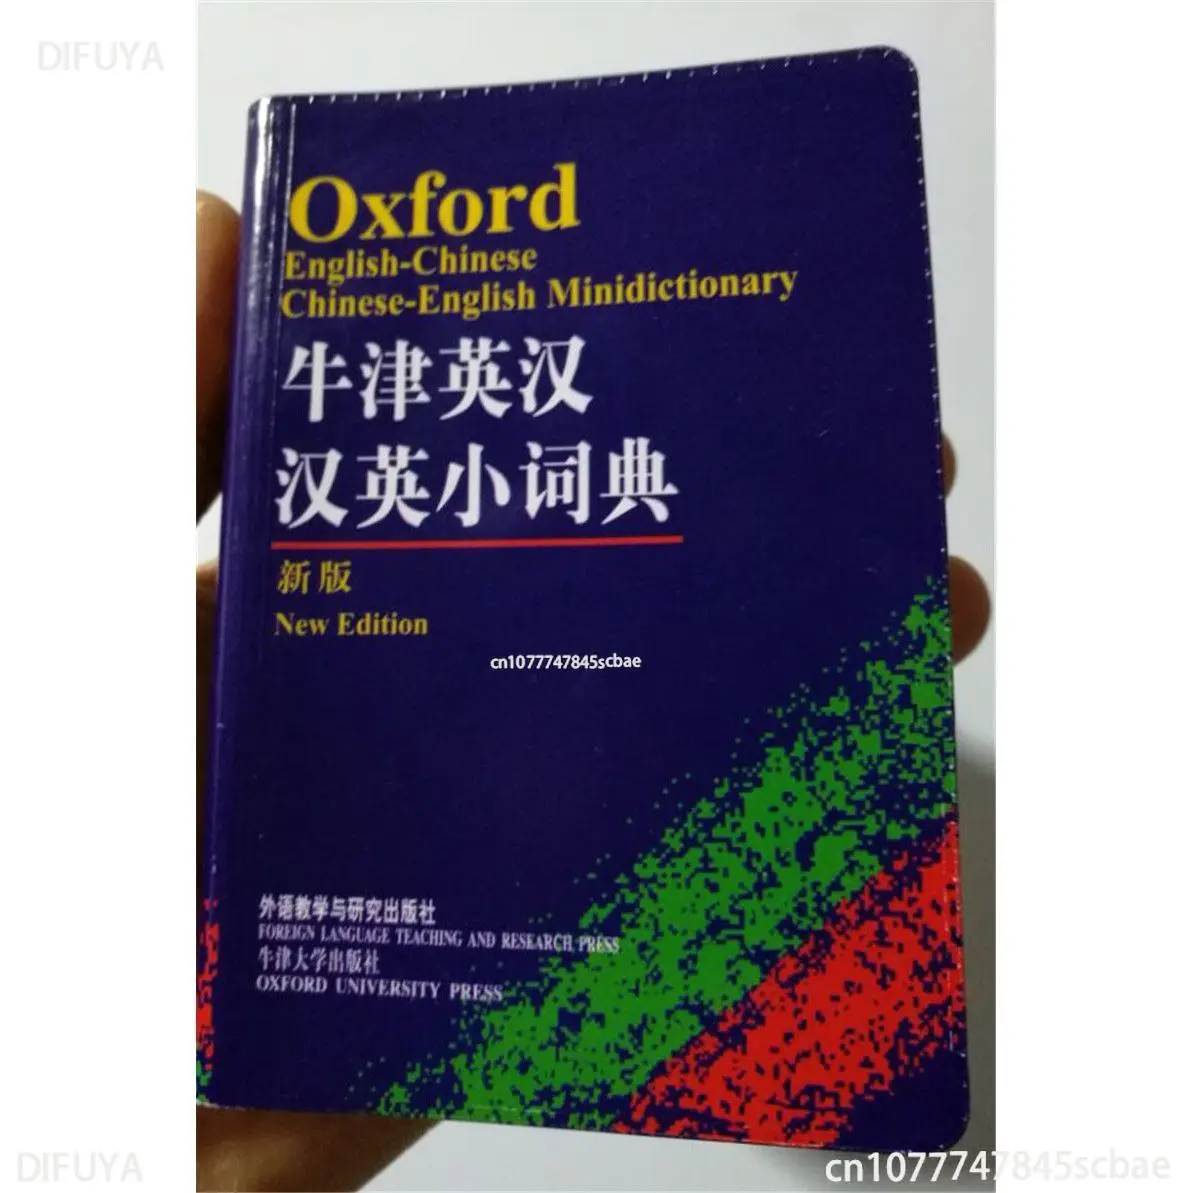 DIFUYA
Oxford
English-Chinese
Chinese-English Minidictionary
牛津英汉
汉英小词典
新版
New Edition
cn1077747845scbae
外语教学与研究出版社
FOREIGN LANGUAGE TEACHING AND RESEARCH PRESS
牛津大学出版社
OXFORD UNIVERSITY PRESS
DIFUYA
cn1077747845scbae